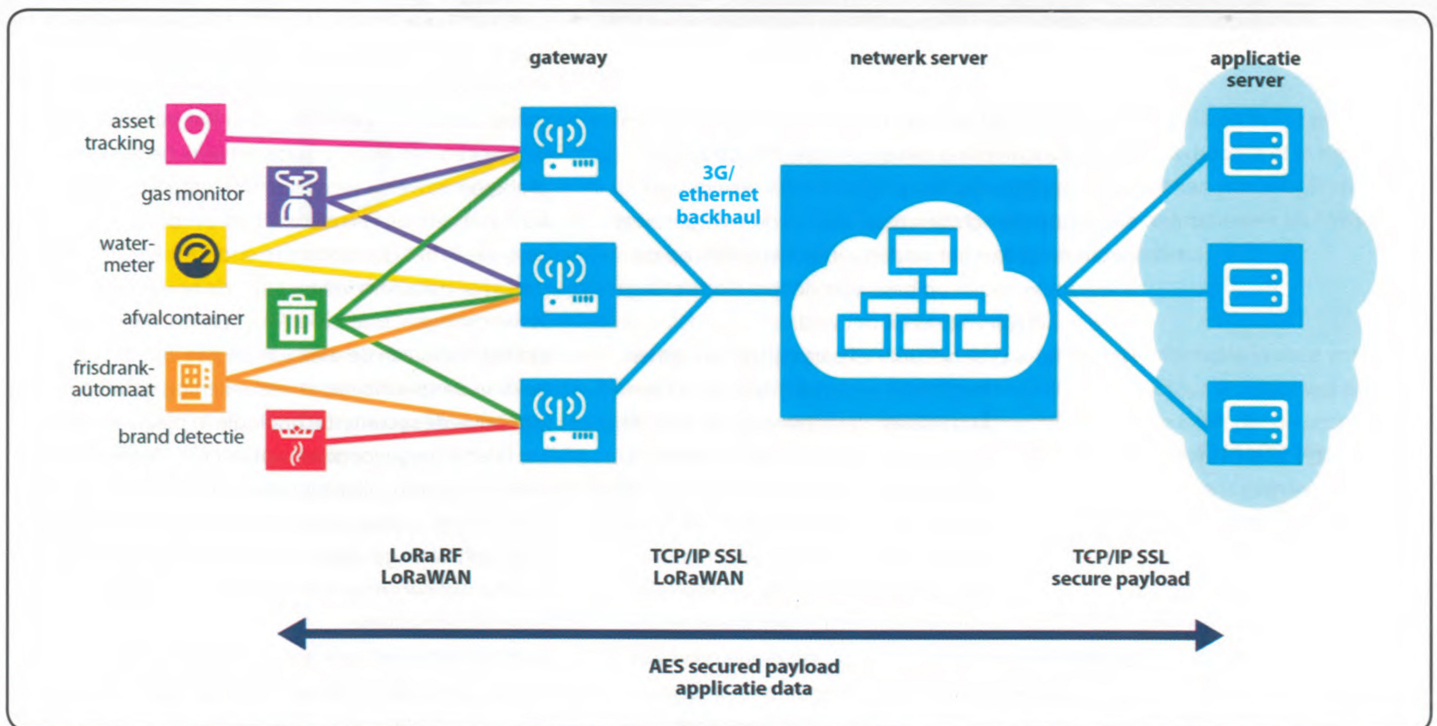 gateway
netwerk server
applicatie
server
asset
tracking
gas monitor
water-
meter
afvalcontainer
frisdrank-
automaat
brand detectie
3G/
ethernet
backhaul
LoRa RF
LoRaWAN
TCP/IP SSL
LoRaWAN
TCP/IP SSL
secure payload
AES secured payload
applicatie data